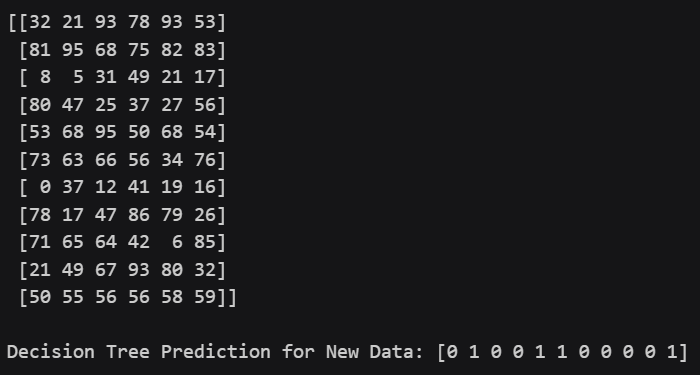 [[32 21 93 78 93 53]
 [81 95 68 75 82 83]
 [ 8  5 31 49 21 17]
 [80 47 25 37 27 56]
 [53 68 95 50 68 54]
 [73 63 66 56 34 76]
 [ 0 37 12 41 19 16]
 [78 17 47 86 79 26]
 [71 65 64 42  6 85]
 [21 49 67 93 80 32]
 [50 55 56 56 58 59]]
Decision Tree Prediction for New Data: [0 1 0 0 1 1 0 0 0 0 1]